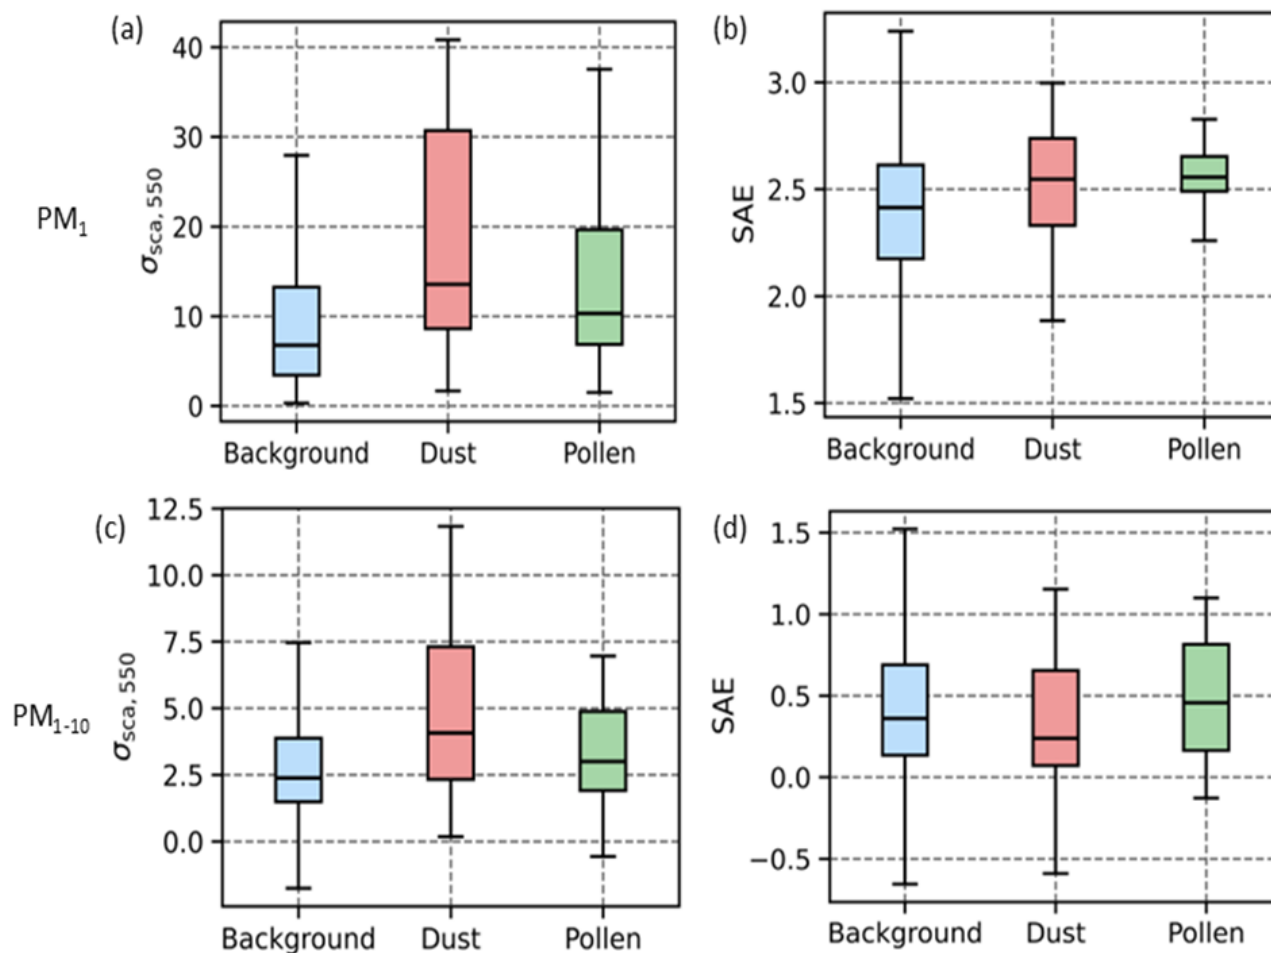 (a)
40
30
20
10
0
σsca, 550
PM1
Background Dust Pollen
(b)
3.0
2.5
2.0
1.5
SAE
Background Dust Pollen
(c)
12.5
10.0
7.5
5.0
2.5
0.0
σsca, 550
PM1-10
Background Dust Pollen
(d)
1.5
1.0
0.5
0.0
−0.5
SAE
Background Dust Pollen